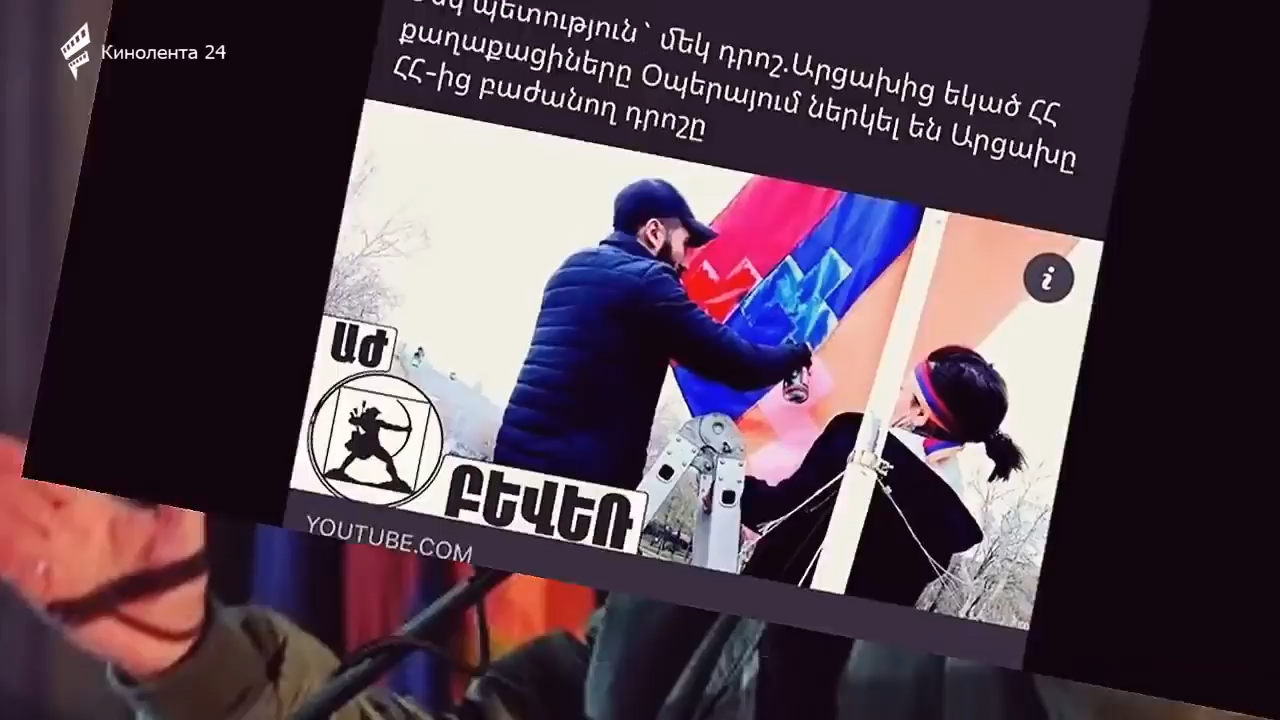 Кинолента 24
պետություն` մեկ դրոշ.Արցախից եկած ՀՀ
քաղաքացիները Օպերայում ներկել են Արցախը
ՀՀ-ից բաժանող դրոշը
i
ԱԺ
ԲԵՎԵՌ
YOUTUBE.COM